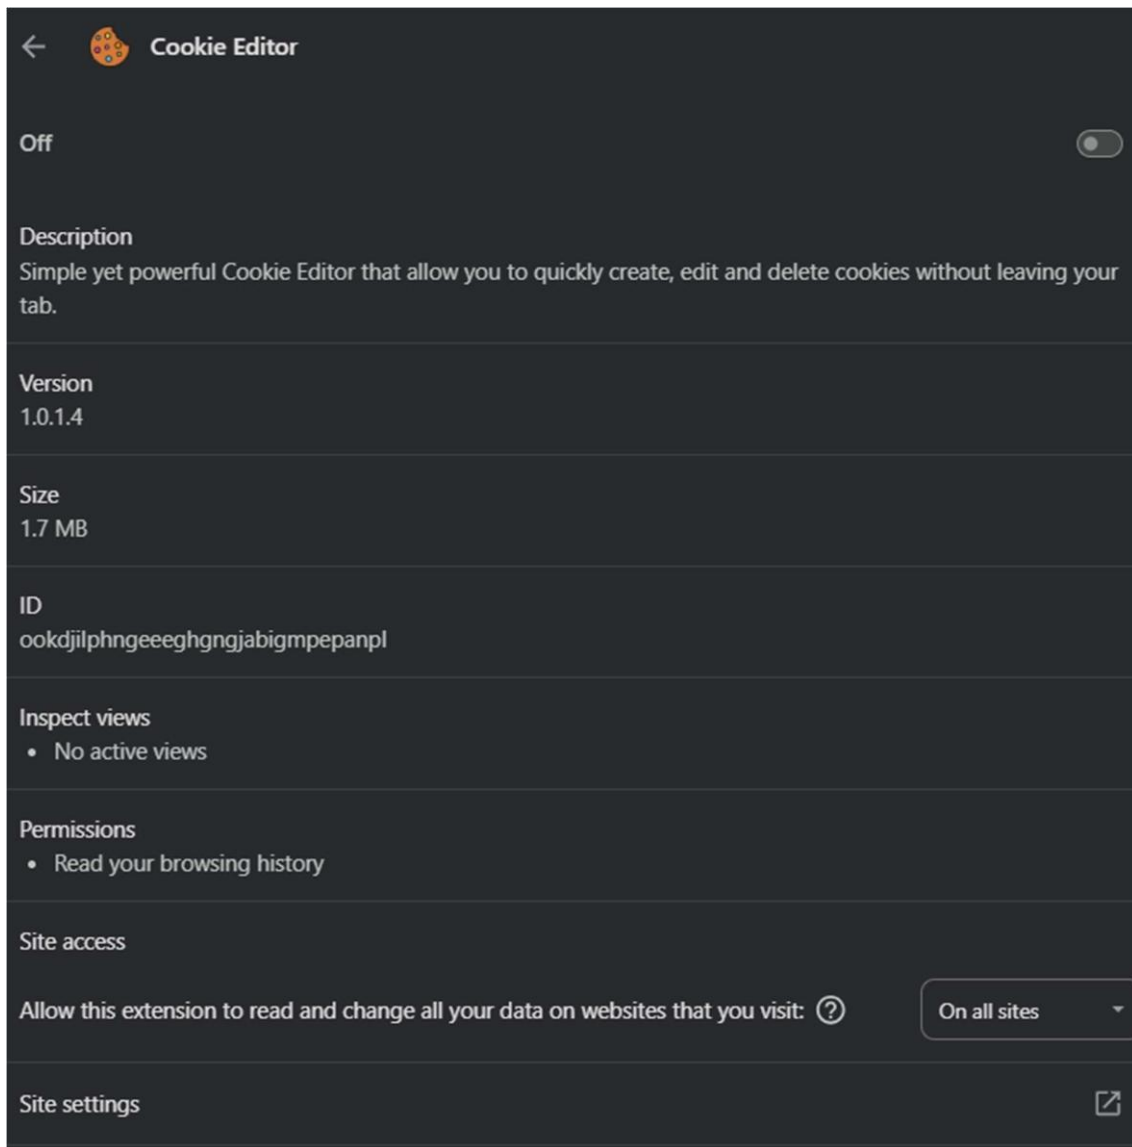 Cookie Editor
Off
Description
Simple yet powerful Cookie Editor that allow you to quickly create, edit and delete cookies without leaving your
tab.
Version
1.0.1.4
Size
1.7 MB
ID
ookdjilphngeeeghgngjabigmpepanpl
Inspect views
• No active views
Permissions
• Read your browsing history
Site access
Allow this extension to read and change all your data on websites that you visit: ? On all sites
Site settings